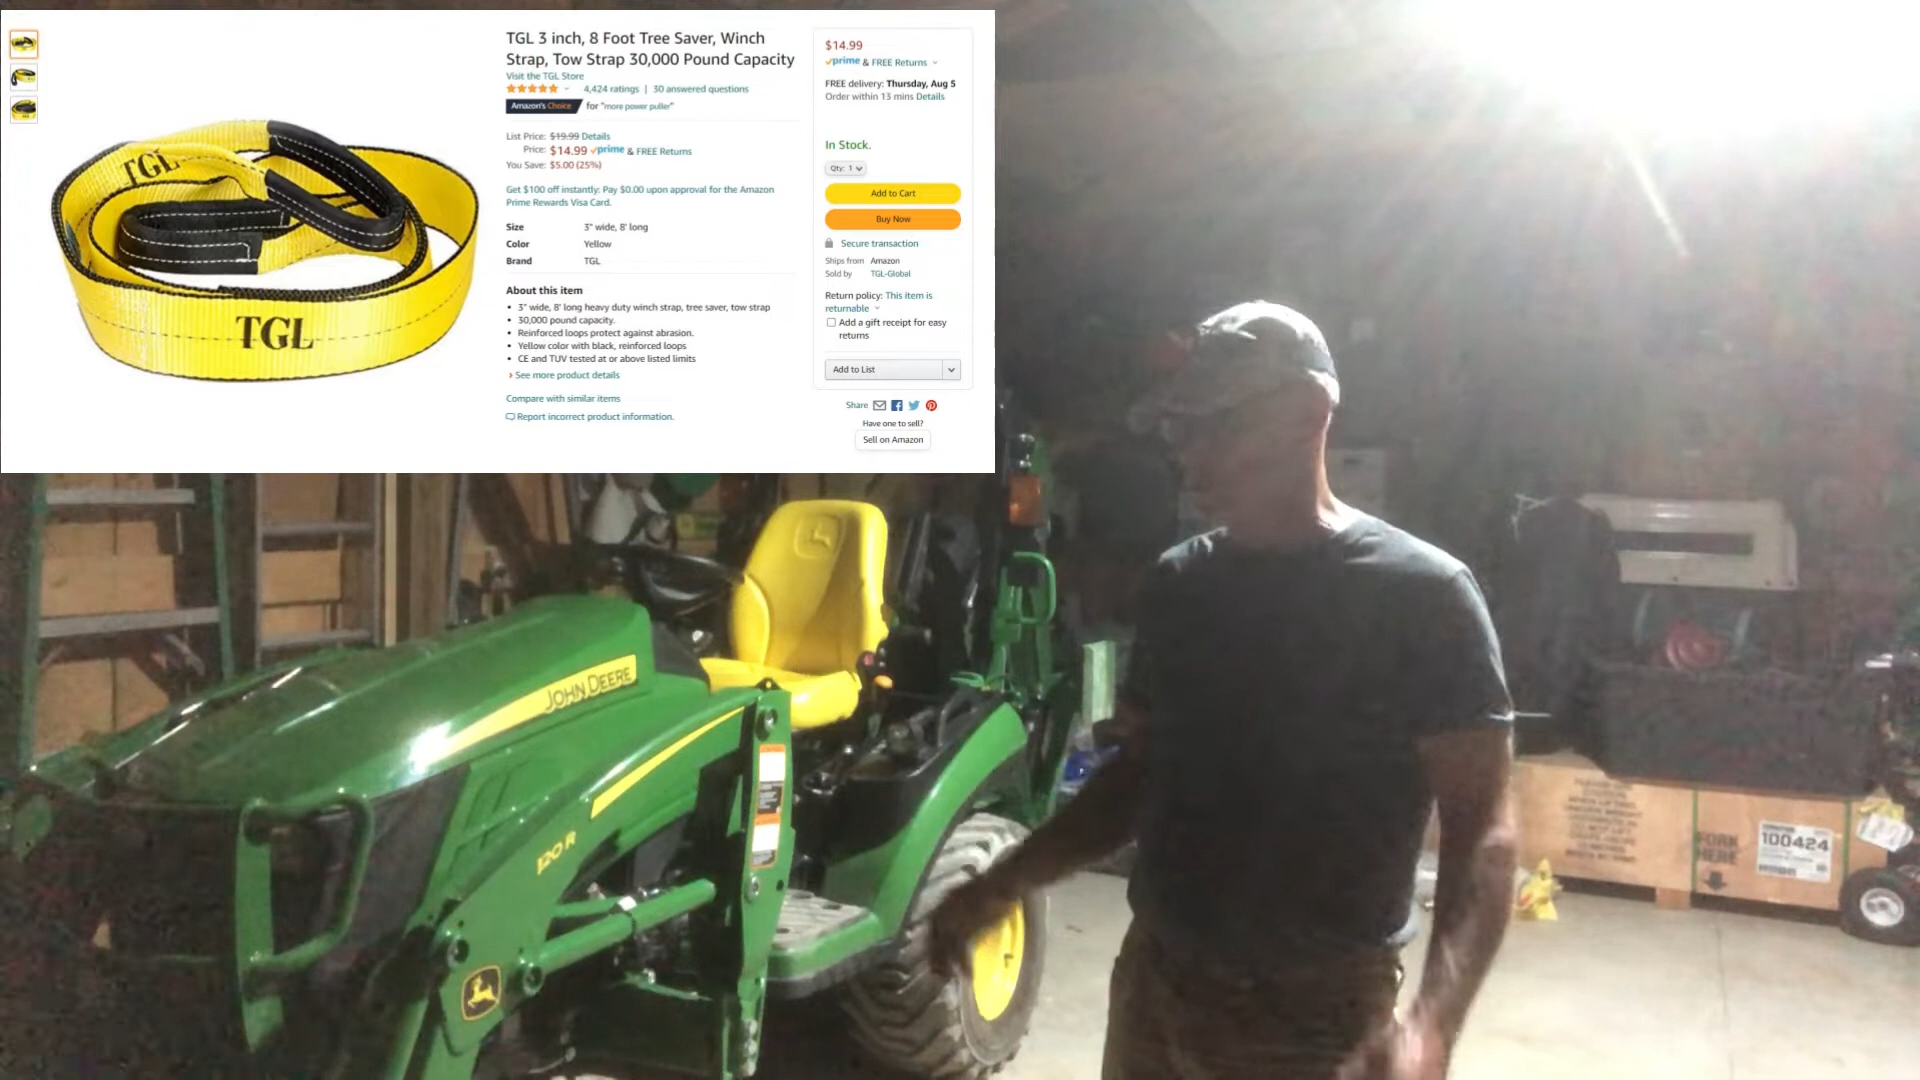 TGL 3 inch, 8 Foot Tree Saver, Winch
Strap, Tow Strap 30,000 Pound Capacity
Visit the TGL Store
4,424 ratings | 30 answered questions
Amazon's Choice for "more power puller"
List Price: $19.99 Details
Price: $14.99 prime & FREE Returns
You Save: $5.00 (25%)
Get $100 off instantly: Pay $0.00 upon approval for the Amazon
Prime Rewards Visa Card.
Size 3" wide, 8' long
Color Yellow
Brand TGL
About this item
• 3" wide, 8' long heavy duty winch strap, tree saver, tow strap
• 30,000 pound capacity.
• Reinforced loops protect against abrasion.
• Yellow color with black, reinforced loops
• CE and TUV tested at or above listed limits
› See more product details
Compare with similar items
Report incorrect product information.
$14.99
prime & FREE Returns
FREE delivery: Thursday, Aug 5
Order within 13 mins Details
In Stock.
Qty: 1
Add to Cart
Buy Now
Secure transaction
Ships from Amazon
Sold by TGL-Global
Return policy: This item is
returnable
Add a gift receipt for easy
returns
Add to List
Share
Have one to sell?
Sell on Amazon
TGL
TGL
JOHN DEERE
120 R
FORK
HERE
100424